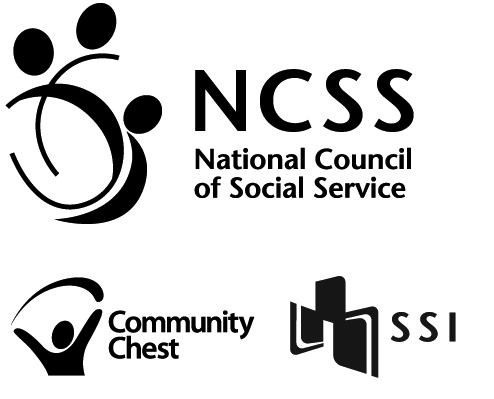 NCSS
National Council
of Social Service
Community
Chest
SSI